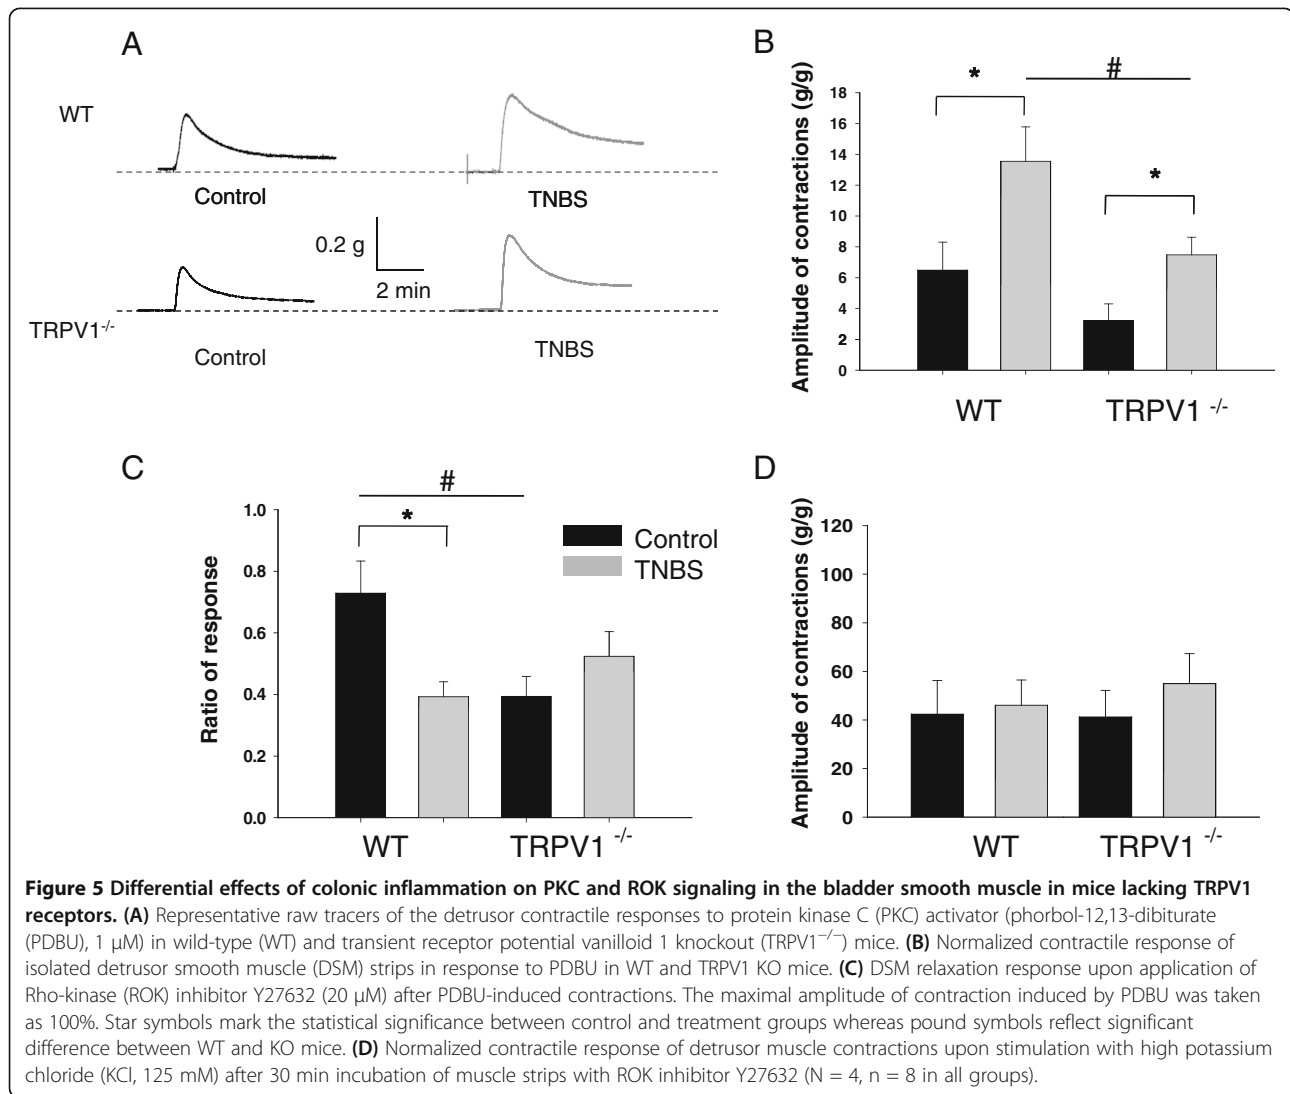 A
WT
Control
TNBS
0.2 g
2 min
TRPV1-/-
Control
TNBS
B
Amplitude of contractions (g/g)
18
16
14
12
10
8
6
4
2
0
*
#
*
WT
TRPV1 -/-
C
Ratio of response
1.0
0.8
0.6
0.4
0.2
0.0
#
*
Control
TNBS
WT
TRPV1 -/-
D
Amplitude of contractions (g/g)
120
100
80
60
40
20
0
WT
TRPV1 -/-
Figure 5 Differential effects of colonic inflammation on PKC and ROK signaling in the bladder smooth muscle in mice lacking TRPV1
receptors. (A) Representative raw tracers of the detrusor contractile responses to protein kinase C (PKC) activator (phorbol-12,13-dibiturate
(PDBU), 1 μM) in wild-type (WT) and transient receptor potential vanilloid 1 knockout (TRPV1−/−) mice. (B) Normalized contractile response of
isolated detrusor smooth muscle (DSM) strips in response to PDBU in WT and TRPV1 KO mice. (C) DSM relaxation response upon application of
Rho-kinase (ROK) inhibitor Y27632 (20 μM) after PDBU-induced contractions. The maximal amplitude of contraction induced by PDBU was taken
as 100%. Star symbols mark the statistical significance between control and treatment groups whereas pound symbols reflect significant
difference between WT and KO mice. (D) Normalized contractile response of detrusor muscle contractions upon stimulation with high potassium
chloride (KCl, 125 mM) after 30 min incubation of muscle strips with ROK inhibitor Y27632 (N = 4, n = 8 in all groups).